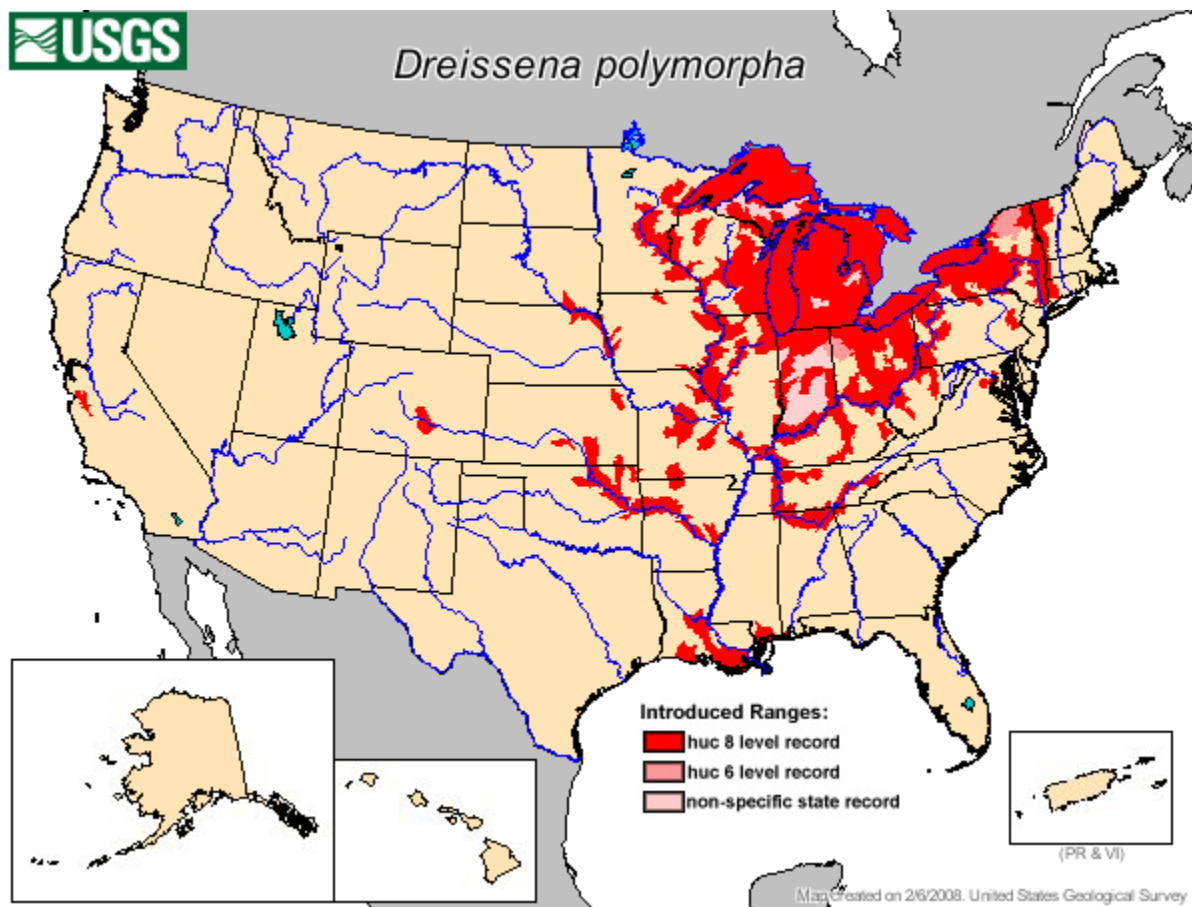 USGS
Dreissena polymorpha
Introduced Ranges:
huc 8 level record
huc 6 level record
non-specific state record
(PR & VI)
Map created on 2/6/2008. United States Geological Survey